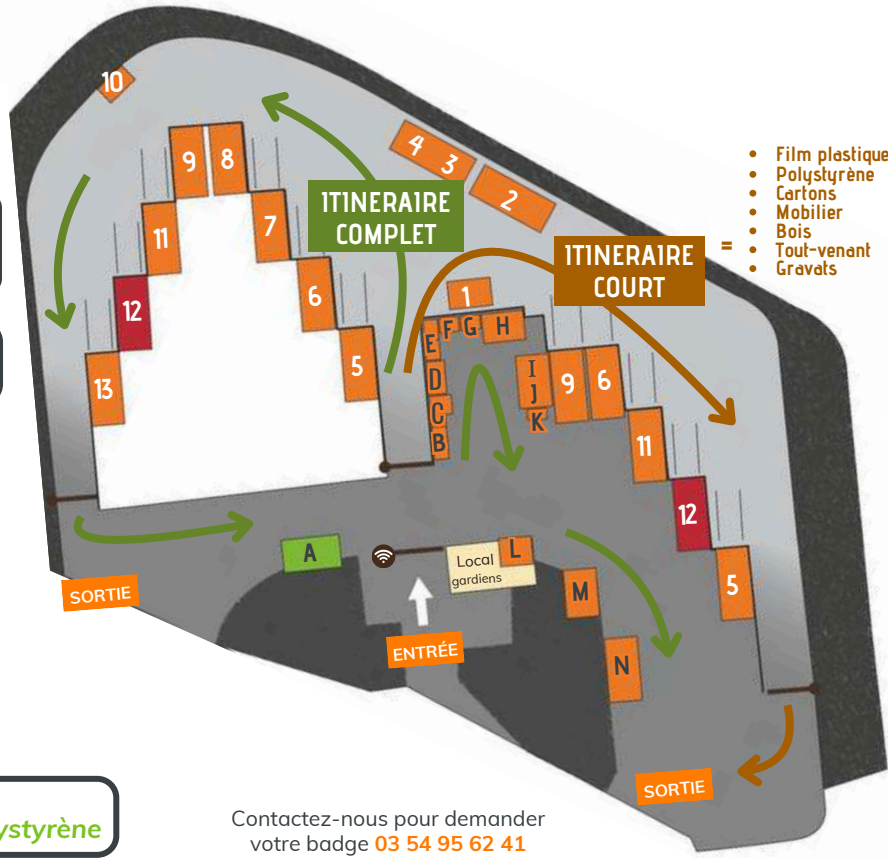 10
4 3
2
9 8
7
11
6
12
5
13
ITINERAIRE
COMPLET
ITINERAIRE
COURT
=
• Film plastique
• Polystyrène
• Cartons
• Mobilier
• Bois
• Tout-venant
• Gravats
1
E F G H
D
C
B
I
J
K
9 6
11
12
5
A
Local
gardiens
L
M
N
SORTIE
ENTRÉE
SORTIE
ystyrène
Contactez-nous pour demander
votre badge 03 54 95 62 41